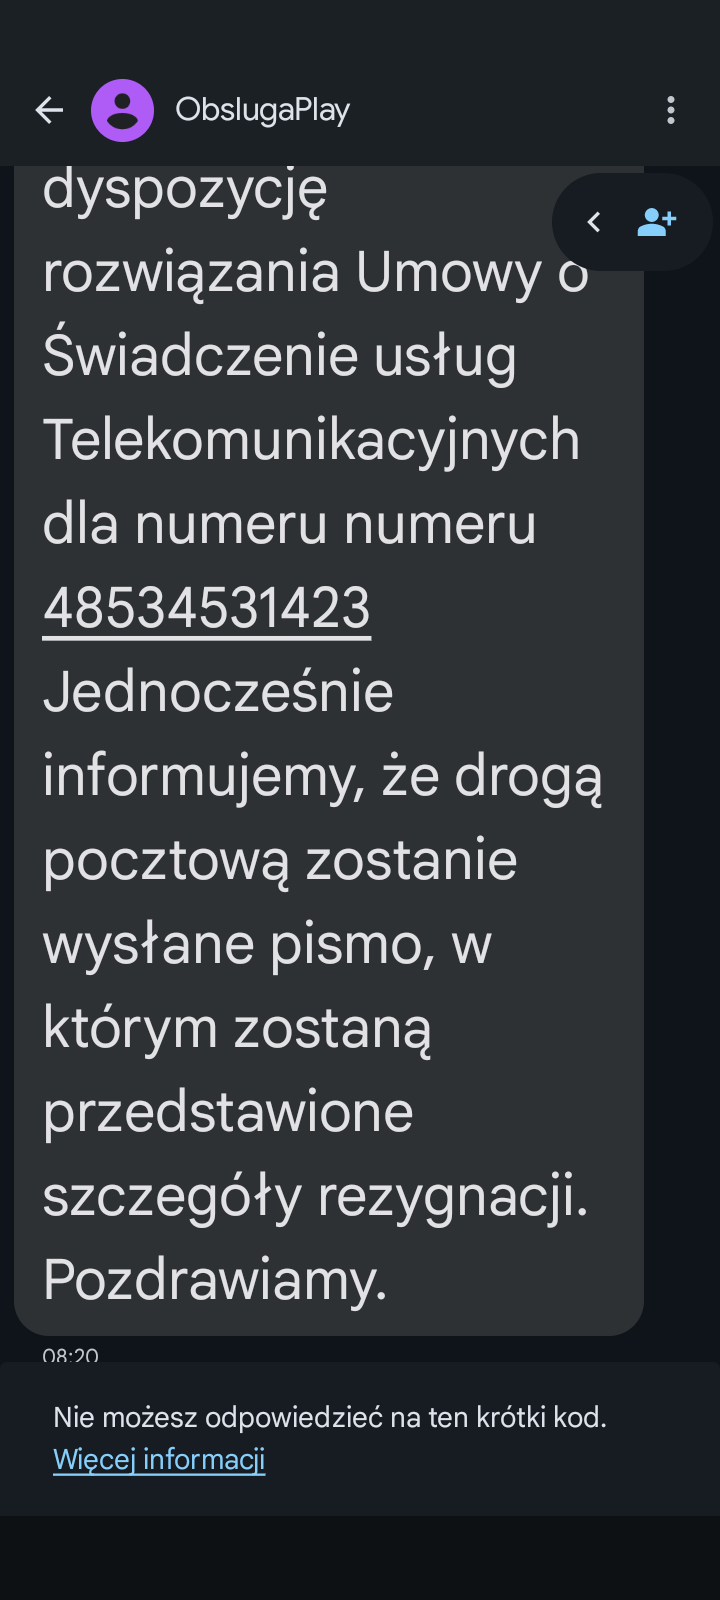 ObslugaPlay
dyspozycję
rozwiązania Umowy o
Świadczenie usług
Telekomunikacyjnych
dla numeru numeru
48534531423
Jednocześnie
informujemy, że drogą
pocztową zostanie
wysłane pismo, w
którym zostaną
przedstawione
szczegóły rezygnacji.
Pozdrawiamy.
08:20
Nie możesz odpowiedzieć na ten krótki kod.
Więcej informacji